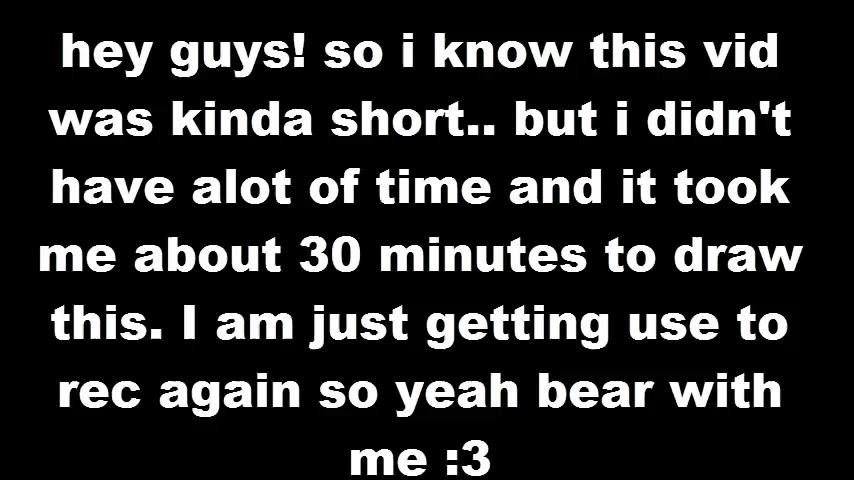 hey guys! so i know this vid
was kinda short.. but i didn't
have alot of time and it took
me about 30 minutes to draw
this. I am just getting use to
rec again so yeah bear with
me :3